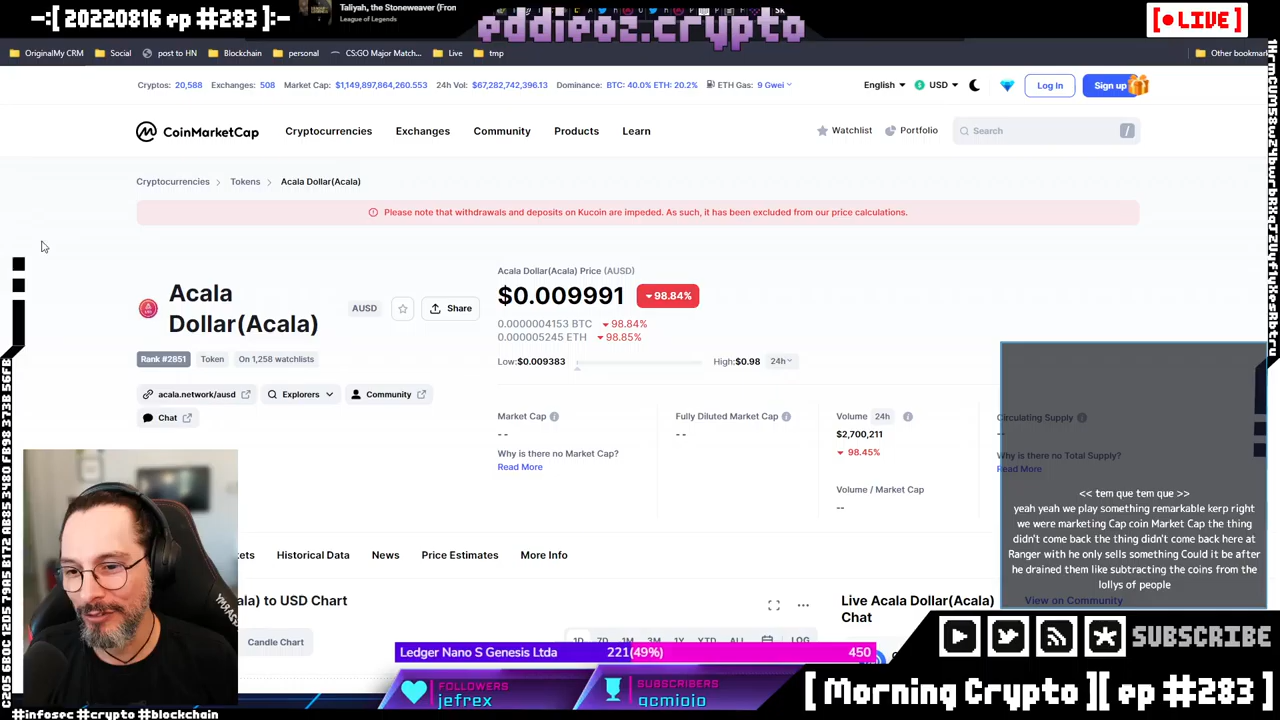 -:[ 20220816 ep #283 ]:-
Taliyah, the Stoneweaver (Fron
League of Legends
eddieoz.crypto
[ LIVE ]
OriginalMy CRM
Social
post to HN
Blockchain
personal
CS:GO Major Match...
Live
tmp
Other bookmar
Cryptos: 20,588 Exchanges: 508 Market Cap: $1,149,897,864,260.553 24h Vol: $67,282,742,396.13 Dominance: BTC: 40.0% ETH: 20.2% ETH Gas: 9 Gwei
English USD Log In Sign up
CoinMarketCap Cryptocurrencies Exchanges Community Products Learn Watchlist Portfolio Search /
Cryptocurrencies > Tokens > Acala Dollar(Acala)
Please note that withdrawals and deposits on Kucoin are impeded. As such, it has been excluded from our price calculations.
Acala
Dollar(Acala)
AUSD
Share
Rank #2851 Token On 1,258 watchlists
acala.network/ausd Explorers Community
Chat
Acala Dollar(Acala) Price (AUSD)
$0.009991 98.84%
0.0000004153 BTC 98.84%
0.000005245 ETH 98.85%
Low: $0.009383 High: $0.98 24h
Market Cap
- -
Why is there no Market Cap?
Read More
Fully Diluted Market Cap
- -
Volume 24h
$2,700,211
98.45%
Volume / Market Cap
--
Circulating Supply
--
Why is there no Total Supply?
Read More
<< tem que tem que >>
yeah yeah we play something remarkable kerp right
we were marketing Cap coin Market Cap the thing
didn't come back the thing didn't come back here at
Ranger with he only sells something Could it be after
he drained them like subtracting the coins from the
lollys of people
View on Community
ets Historical Data News Price Estimates More Info
ala) to USD Chart
Candle Chart
1D 7D 1M 3M 1Y YTD ALL LOG
Live Acala Dollar(Acala)
Chat
Ledger Nano S Genesis Ltda 221(49%) 450
FOLLOWERS
jefrex
SUBSCRIBERS
gcmiojo
SUBSCRIBE
[ Morning Crypto ][ ep #283 ]
#infosec #crypto #blockchain